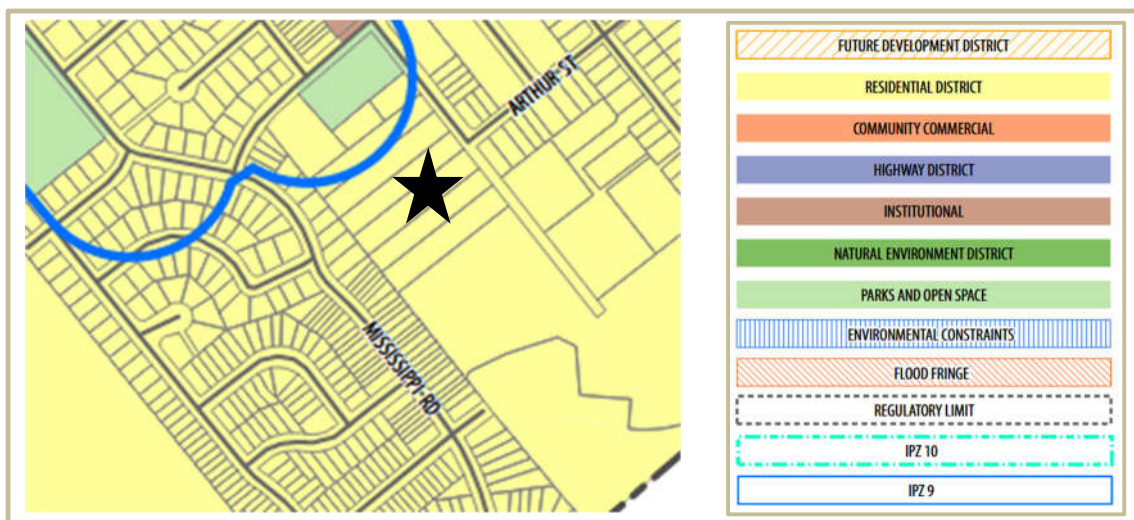 ARTHUR ST
MISSISSIPPI RD
FUTURE DEVELOPMENT DISTRICT
RESIDENTIAL DISTRICT
COMMUNITY COMMERCIAL
HIGHWAY DISTRICT
INSTITUTIONAL
NATURAL ENVIRONMENT DISTRICT
PARKS AND OPEN SPACE
ENVIRONMENTAL CONSTRAINTS
FLOOD FRINGE
REGULATORY LIMIT
IPZ 10
IPZ 9